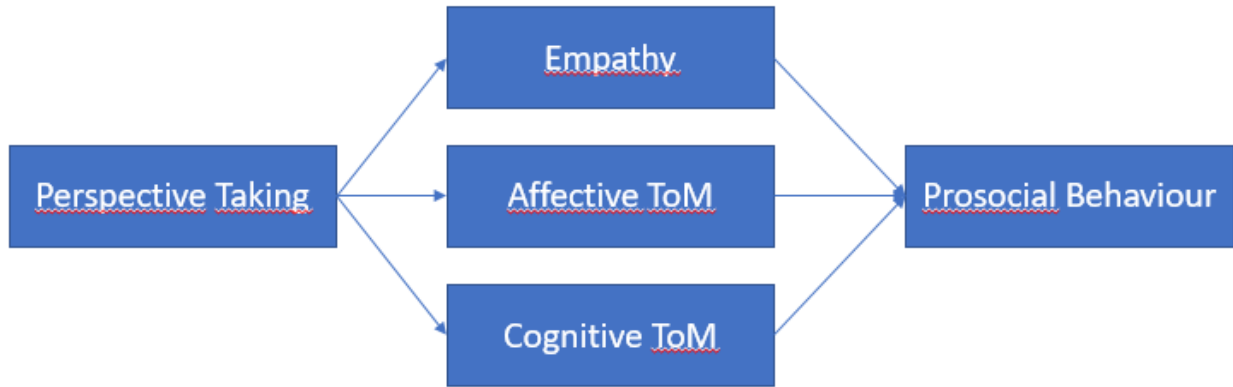 Empathy
Perspective Taking
Affective ToM
Prosocial Behaviour
Cognitive ToM